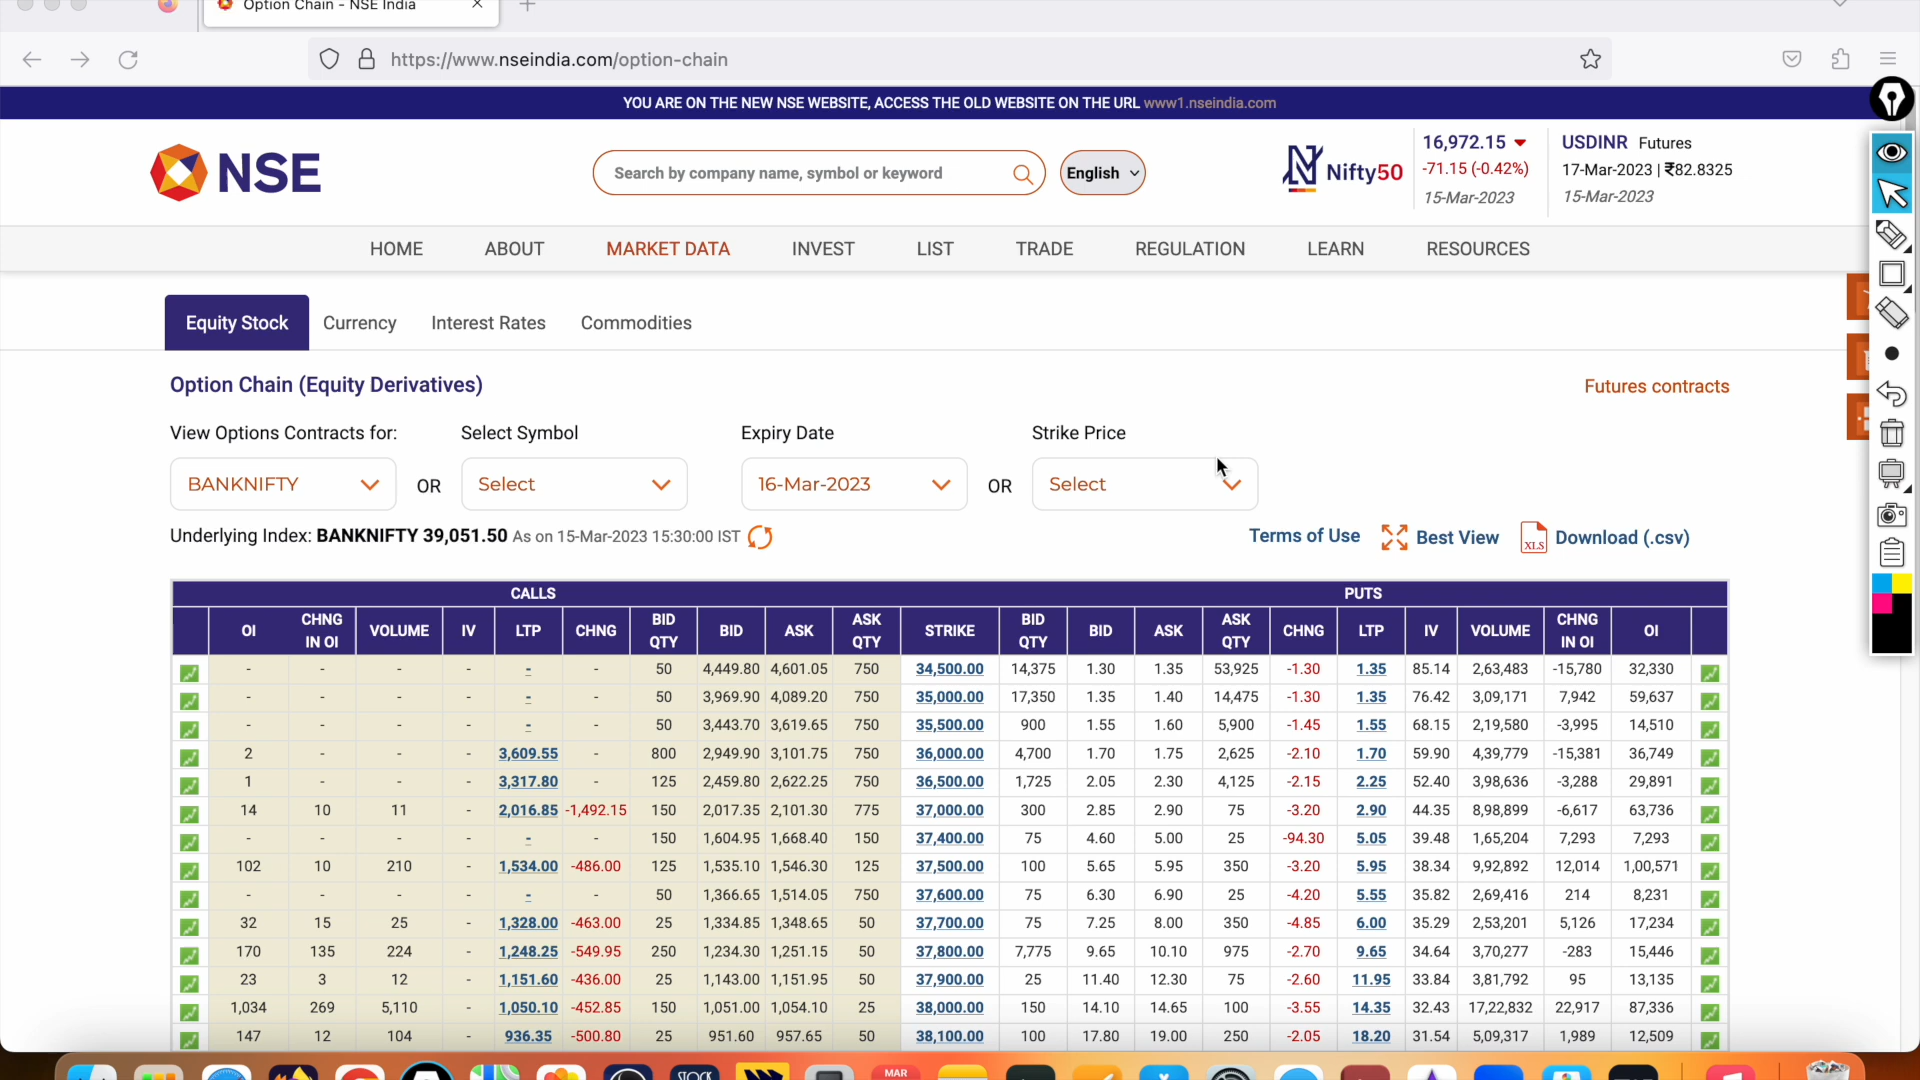 Option Chain - NSE India
https://www.nseindia.com/option-chain
YOU ARE ON THE NEW NSE WEBSITE, ACCESS THE OLD WEBSITE ON THE URL www1.nseindia.com
NSE
Search by company name, symbol or keyword
English
Nifty50
16,972.15
-71.15 (-0.42%)
15-Mar-2023
USDINR Futures
17-Mar-2023 | ₹82.8325
15-Mar-2023
HOME ABOUT MARKET DATA INVEST LIST TRADE REGULATION LEARN RESOURCES
Equity Stock Currency Interest Rates Commodities
Option Chain (Equity Derivatives)
Futures contracts
View Options Contracts for: Select Symbol Expiry Date Strike Price
BANKNIFTY OR Select 16-Mar-2023 OR Select
Underlying Index: BANKNIFTY 39,051.50 As on 15-Mar-2023 15:30:00 IST
Terms of Use Best View XLS Download (.csv)
CALLS PUTS
OI CHNG IN OI VOLUME IV LTP CHNG BID QTY BID ASK ASK QTY STRIKE BID QTY BID ASK ASK QTY CHNG LTP IV VOLUME CHNG IN OI OI
- - - - - - 50 4,449.80 4,601.05 750 34,500.00 14,375 1.30 1.35 53,925 -1.30 1.35 85.14 2,63,483 -15,780 32,330
- - - - - - 50 3,969.90 4,089.20 750 35,000.00 17,350 1.35 1.40 14,475 -1.30 1.35 76.42 3,09,171 7,942 59,637
- - - - - - 50 3,443.70 3,619.65 750 35,500.00 900 1.55 1.60 5,900 -1.45 1.55 68.15 2,19,580 -3,995 14,510
2 - - - 3,609.55 - 800 2,949.90 3,101.75 750 36,000.00 4,700 1.70 1.75 2,625 -2.10 1.70 59.90 4,39,779 -15,381 36,749
1 - - - 3,317.80 - 125 2,459.80 2,622.25 750 36,500.00 1,725 2.05 2.30 4,125 -2.15 2.25 52.40 3,98,636 -3,288 29,891
14 10 11 - 2,016.85 -1,492.15 150 2,017.35 2,101.30 775 37,000.00 300 2.85 2.90 75 -3.20 2.90 44.35 8,98,899 -6,617 63,736
- - - - - - 150 1,604.95 1,668.40 150 37,400.00 75 4.60 5.00 25 -94.30 5.05 39.48 1,65,204 7,293 7,293
102 10 210 - 1,534.00 -486.00 125 1,535.10 1,546.30 125 37,500.00 100 5.65 5.95 350 -3.20 5.95 38.34 9,92,892 12,014 1,00,571
- - - - - - 50 1,366.65 1,514.05 750 37,600.00 75 6.30 6.90 25 -4.20 5.55 35.82 2,69,416 214 8,231
32 15 25 - 1,328.00 -463.00 25 1,334.85 1,348.65 50 37,700.00 75 7.25 8.00 350 -4.85 6.00 35.29 2,53,201 5,126 17,234
170 135 224 - 1,248.25 -549.95 250 1,234.30 1,251.15 50 37,800.00 7,775 9.65 10.10 975 -2.70 9.65 34.64 3,70,277 -283 15,446
23 3 12 - 1,151.60 -436.00 25 1,143.00 1,151.95 50 37,900.00 25 11.40 12.30 75 -2.60 11.95 33.84 3,81,792 95 13,135
1,034 269 5,110 - 1,050.10 -452.85 150 1,051.00 1,054.10 25 38,000.00 150 14.10 14.65 100 -3.55 14.35 32.43 17,22,832 22,917 87,336
147 12 104 - 936.35 -500.80 25 951.60 957.65 50 38,100.00 100 17.80 19.00 250 -2.05 18.20 31.54 5,09,317 1,989 12,509
STOCK
MAR